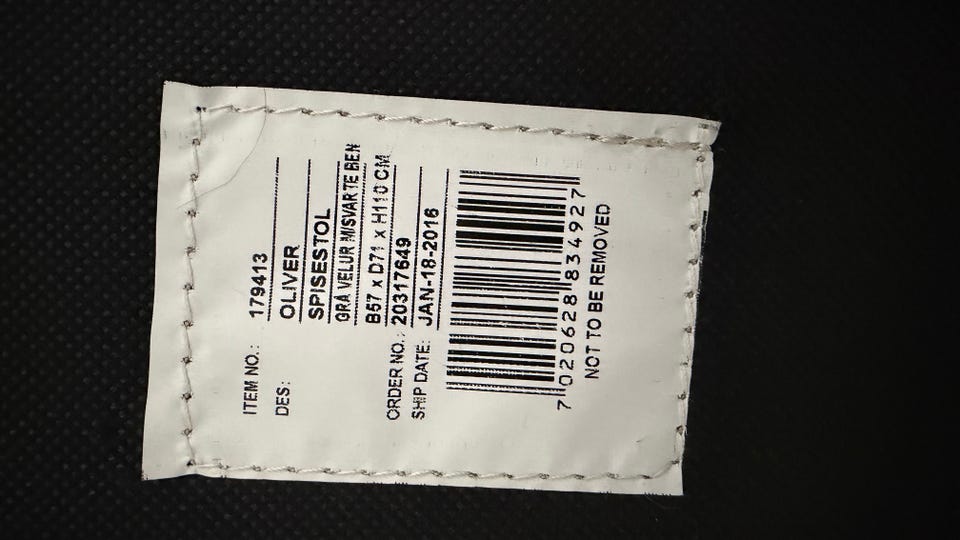 ITEM NO.: 179413
DES: OLIVER
SPISESTOL
GRÅ VELUR M/SVARTE BEN
B57 x D71 x H110 CM
ORDER NO.: 20317649
SHIP DATE: JAN-18-2016
7 020628 834927
NOT TO BE REMOVED